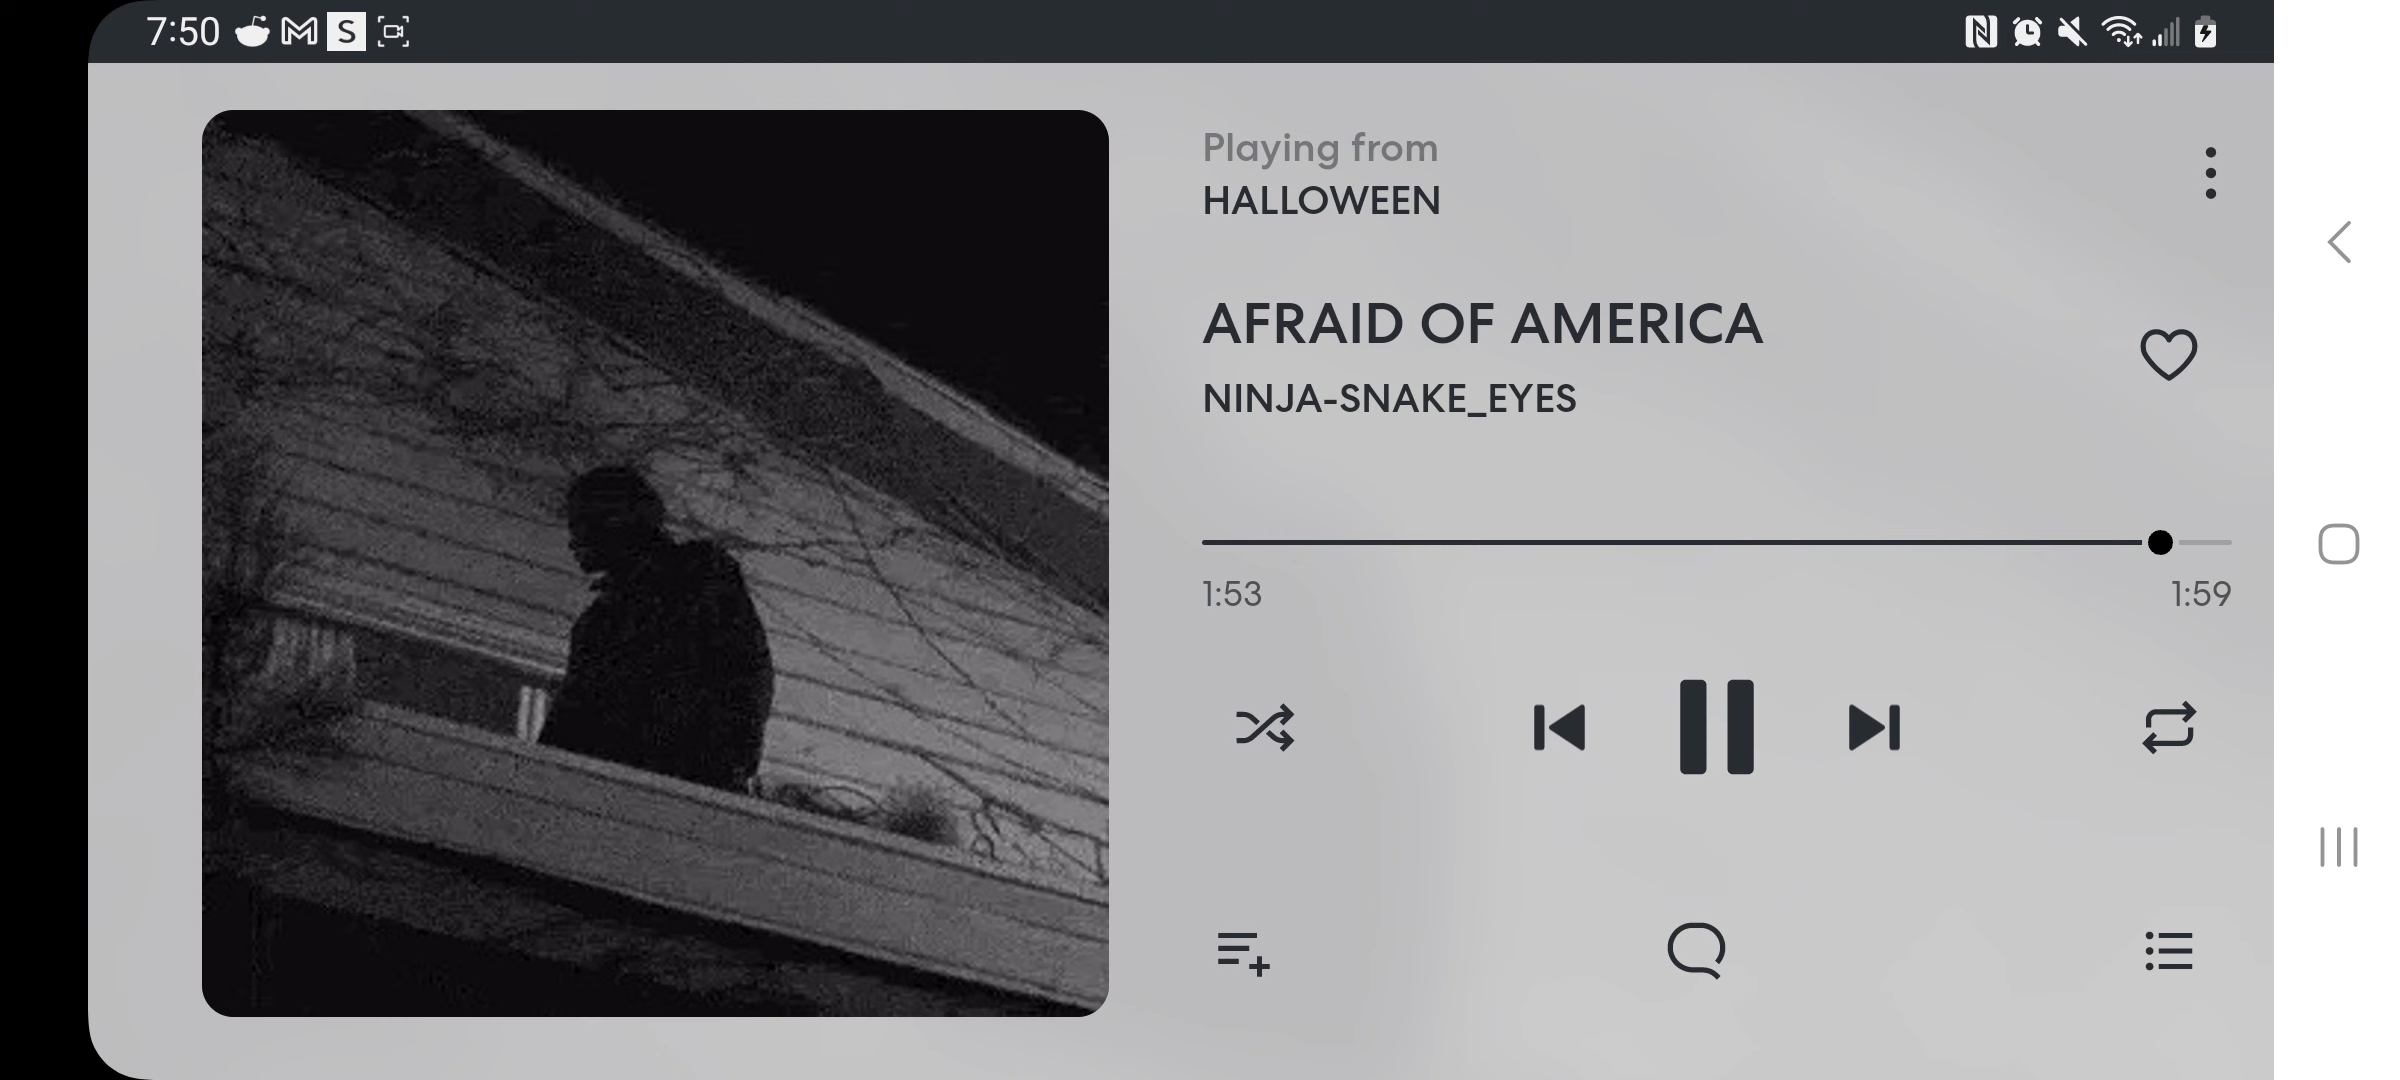 7:50 S
Playing from
HALLOWEEN
AFRAID OF AMERICA
NINJA-SNAKE_EYES
1:53
1:59